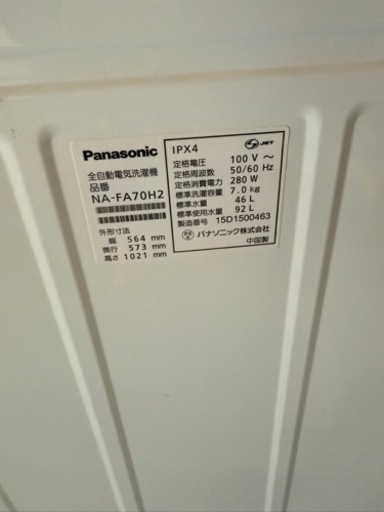 Panasonic
全自動電気洗濯機
品番
NA-FA70H2
外形寸法
幅 564 mm
奥行 573 mm
高さ 1021 mm
IPX4
JET
定格電圧 100 V ～
定格周波数 50/60 Hz
定格消費電力 280 W
標準洗濯容量 7.0 kg
標準水量 46 L
標準使用水量 92 L
製造番号 15D1500463
パナソニック株式会社
中国製